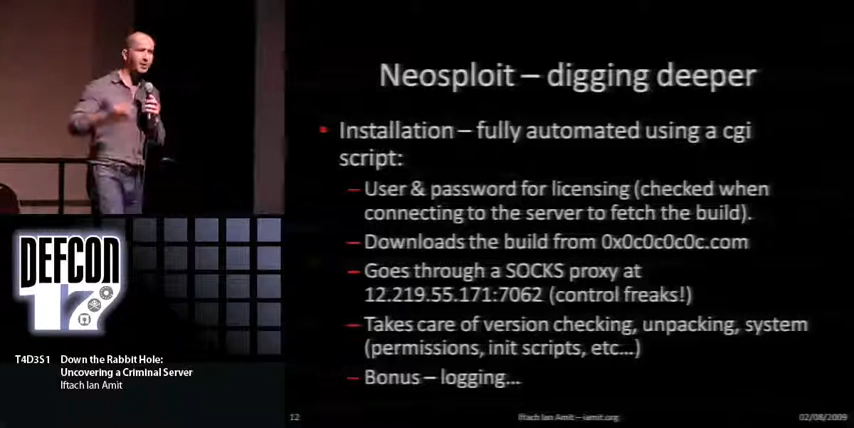 Neosploit – digging deeper
• Installation – fully automated using a cgi
script:
– User & password for licensing (checked when
connecting to the server to fetch the build).
– Downloads the build from 0x0c0c0c0c.com
– Goes through a SOCKS proxy at
12.219.55.171:7062 (control freaks!)
– Takes care of version checking, unpacking, system
(permissions, init scripts, etc...)
– Bonus – logging...
12
Iftach Ian Amit – iamit.org
02/08/2009
DEFCON
17
T4D3S1
Down the Rabbit Hole:
Uncovering a Criminal Server
Iftach Ian Amit